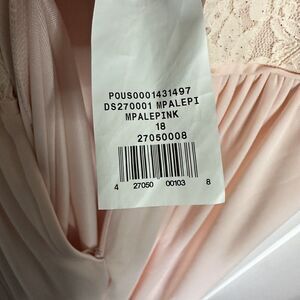 POUS0001431497
DS270001 MPALEPI
MPALEPINK
18
27050008
4 27050 00103 8